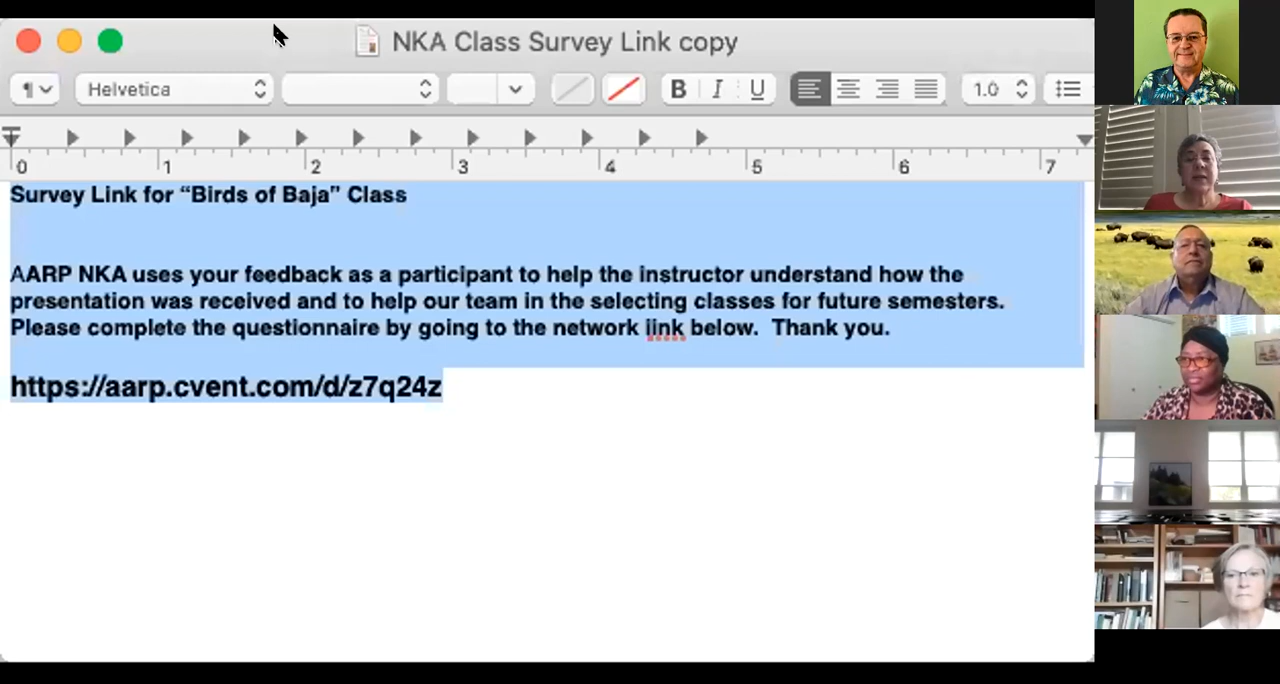 NKA Class Survey Link copy
¶ Helvetica B I U 1.0
0 1 2 3 4 5 6 7
Survey Link for “Birds of Baja” Class
AARP NKA uses your feedback as a participant to help the instructor understand how the
presentation was received and to help our team in the selecting classes for future semesters.
Please complete the questionnaire by going to the network iink below.  Thank you.
https://aarp.cvent.com/d/z7q24z